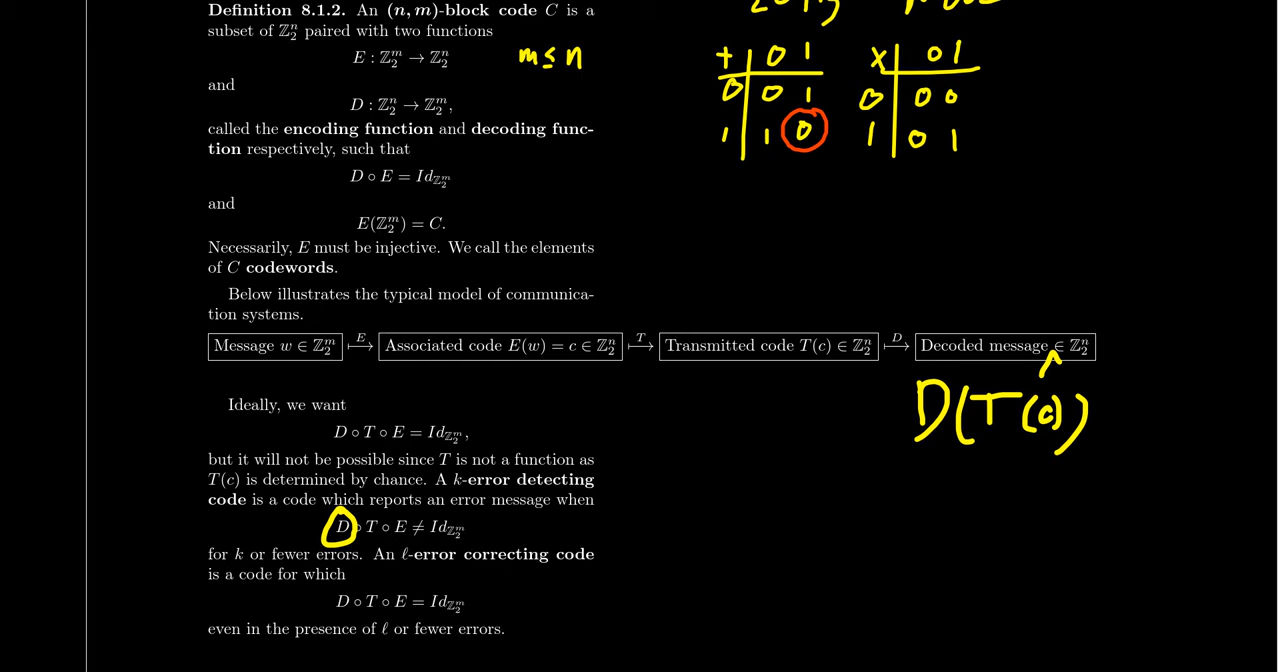 Definition 8.1.2. An (n, m)-block code C is a
subset of ℤ₂ⁿ paired with two functions
E : ℤ₂ᵐ → ℤ₂ⁿ
m ≤ n
and
D : ℤ₂ⁿ → ℤ₂ᵐ,
called the encoding function and decoding func-
tion respectively, such that
D ∘ E = Id_{ℤ₂ᵐ}
and
E(ℤ₂ᵐ) = C.
Necessarily, E must be injective. We call the elements
of C codewords.
+ | 0 1
0 | 0 1
1 | 1 0
x | 0 1
0 | 0 0
1 | 0 1
Below illustrates the typical model of communica-
tion systems.
Message w ∈ ℤ₂ᵐ ↦E Associated code E(w) = c ∈ ℤ₂ⁿ ↦T Transmitted code T(c) ∈ ℤ₂ⁿ ↦D Decoded message ∈ ℤ₂ⁿ
D(T(c))
Ideally, we want
D ∘ T ∘ E = Id_{ℤ₂ᵐ},
but it will not be possible since T is not a function as
T(c) is determined by chance. A k-error detecting
code is a code which reports an error message when
D ∘ T ∘ E ≠ Id_{ℤ₂ᵐ}
for k or fewer errors. An ℓ-error correcting code
is a code for which
D ∘ T ∘ E = Id_{ℤ₂ᵐ}
even in the presence of ℓ or fewer errors.